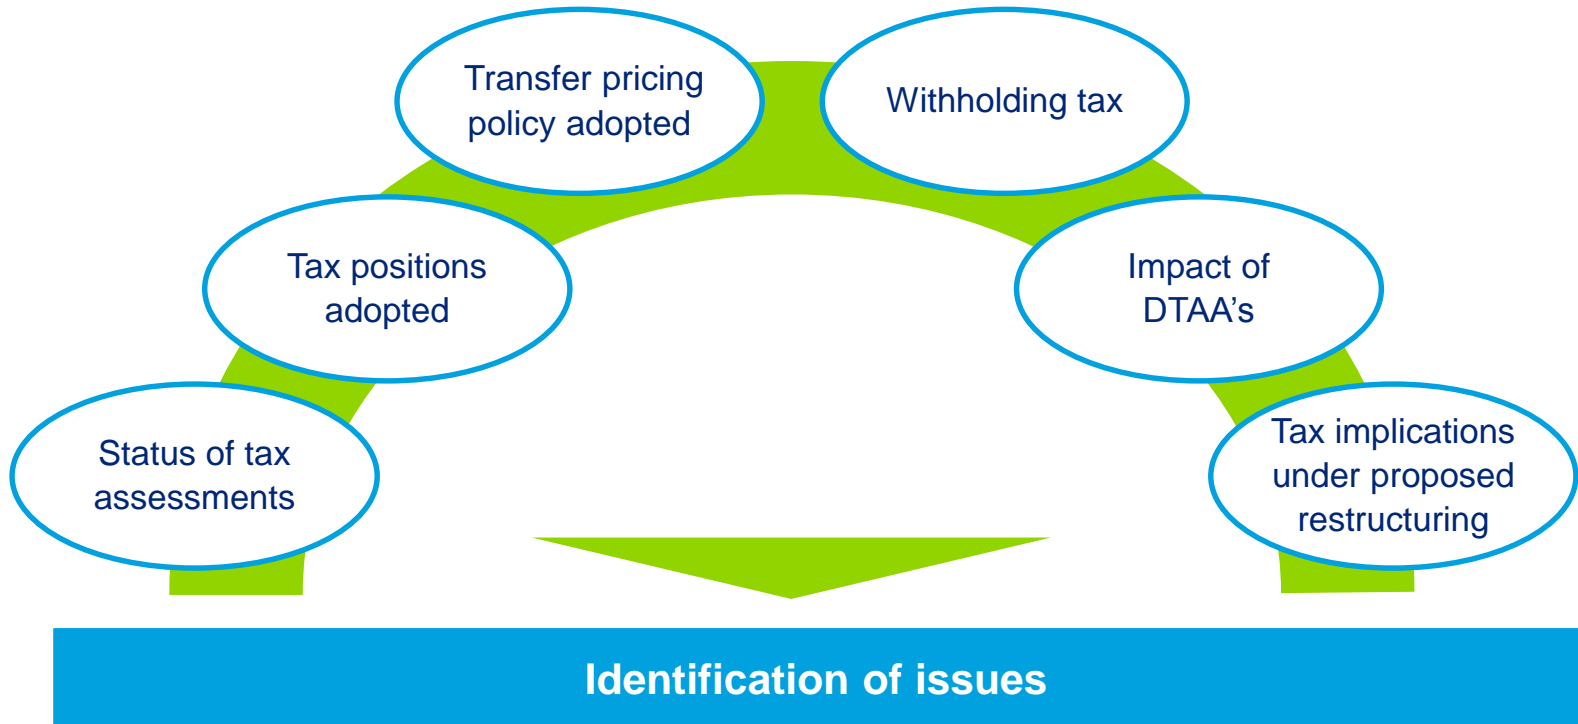 Transfer pricing
policy adopted
Withholding tax
Tax positions
adopted
Impact of
DTAA’s
Status of tax
assessments
Tax implications
under proposed
restructuring
Identification of issues